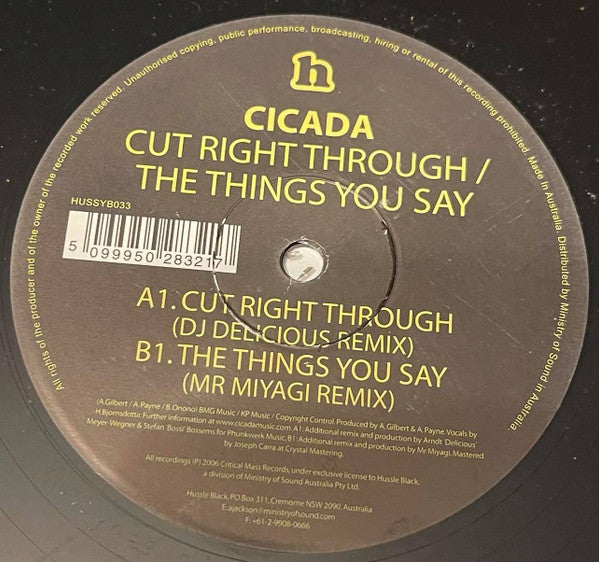 All rights of the producer and of the owner of the recorded work reserved. Unauthorised copying, public performance, broadcasting, hiring or rental of this recording prohibited. Made In Australia. Distributed by Ministry of Sound in Australia.
h
CICADA
CUT RIGHT THROUGH /
THE THINGS YOU SAY
HUSSYB033
5 099950 283217
A1. CUT RIGHT THROUGH
(DJ DELICIOUS REMIX)
B1. THE THINGS YOU SAY
(MR MIYAGI REMIX)
(A.Gilbert / A.Payne / B.Onono) BMG Music / KP Music / Copyright Control. Produced by A. Gilbert & A. Payne. Vocals by
H.Bjornsdottir. Further information at www.cicadamusic.com. A1: Additional remix and production by Arndt 'Delicious'
Meyer-Wegner & Stefan 'Boss' Bossems for Phunkwerk Music. B1: Additional remix and production by Mr Miyagi. Mastered
by Joseph Carra at Crystal Mastering.
All recordings (P) 2006 Critical Mass Records, under exclusive license to Hussle Black,
a division of Ministry of Sound Australia Pty Ltd.
Hussle Black, PO Box 311, Cremorne NSW 2090, Australia
E. ajackson@ministryofsound.com
F: +61-2-9908-0666